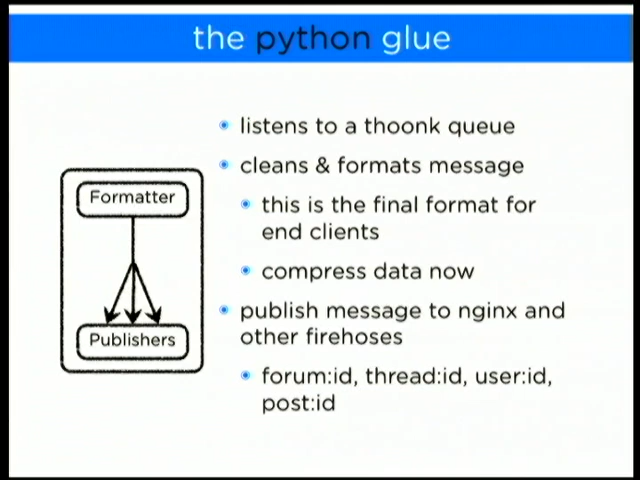 the python glue
listens to a thoonk queue
cleans & formats message
this is the final format for
end clients
compress data now
publish message to nginx and
other firehoses
forum:id, thread:id, user:id,
post:id
Formatter
Publishers